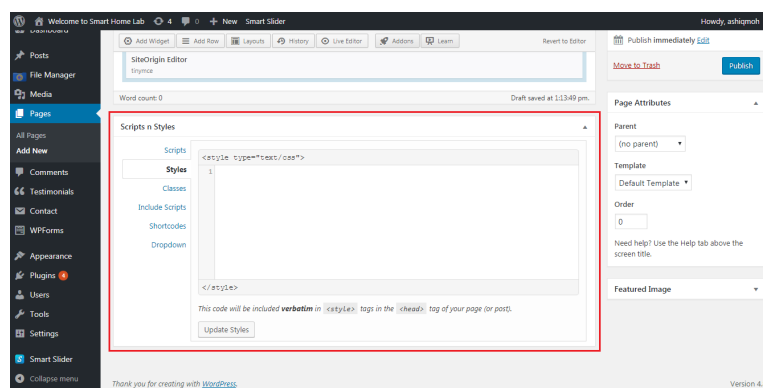 Welcome to Smart Home Lab 4 0 + New Smart Slider
Howdy, ashiqmoh
Dashboard
Posts
File Manager
Media
Pages
All Pages
Add New
Comments
Testimonials
Contact
WPForms
Appearance
Plugins 4
Users
Tools
Settings
Smart Slider
Collapse menu
Add Widget Add Row Layouts History Live Editor Addons Learn Revert to Editor
SiteOrigin Editor
tinymce
Word count: 0 Draft saved at 1:13:49 pm.
Scripts n Styles
Scripts
Styles
Classes
Include Scripts
Shortcodes
Dropdown
<style type="text/css">
1
</style>
This code will be included verbatim in <style> tags in the <head> tag of your page (or post).
Update Styles
Thank you for creating with WordPress.
Publish immediately Edit
Move to Trash Publish
Page Attributes
Parent
(no parent)
Template
Default Template
Order
0
Need help? Use the Help tab above the
screen title.
Featured Image
Version 4.